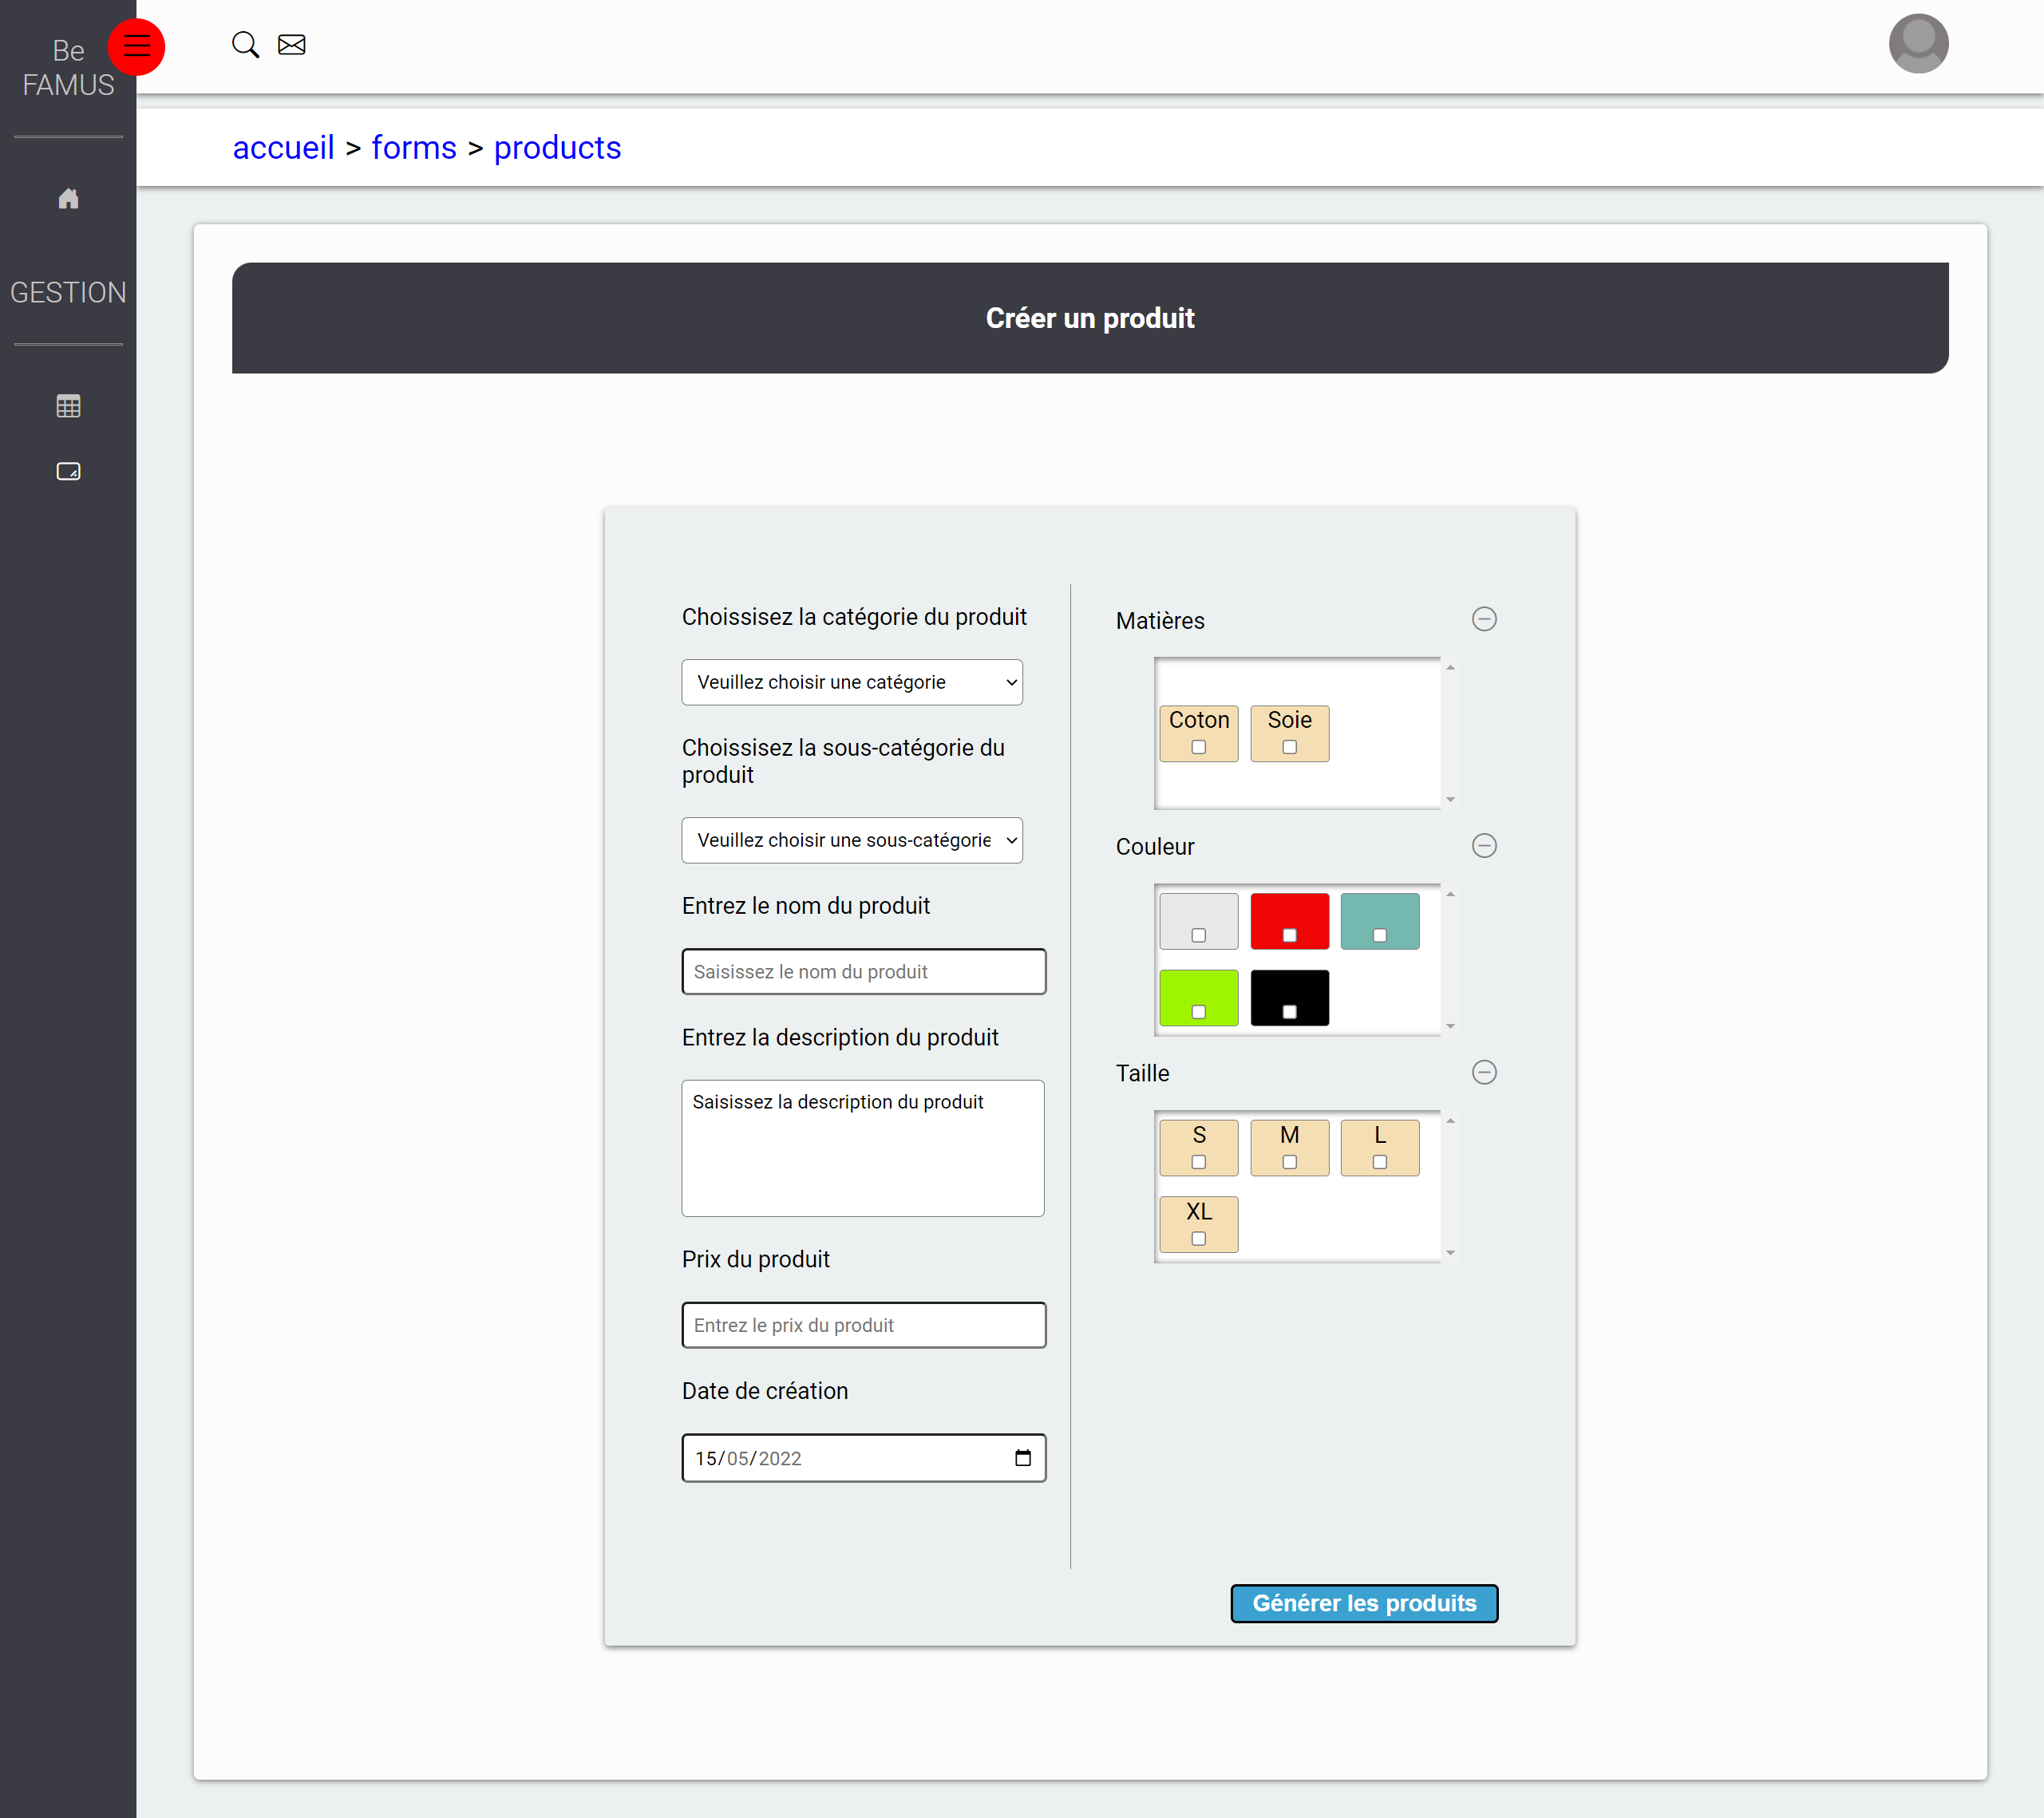 Be
FAMUS
GESTION
accueil > forms > products
Créer un produit
Choissisez la catégorie du produit
Veuillez choisir une catégorie
Choissisez la sous-catégorie du
produit
Veuillez choisir une sous-catégorie
Entrez le nom du produit
Saisissez le nom du produit
Entrez la description du produit
Saisissez la description du produit
Prix du produit
Entrez le prix du produit
Date de création
15/05/2022
Matières
Coton
Soie
Couleur
Taille
S
M
L
XL
Générer les produits